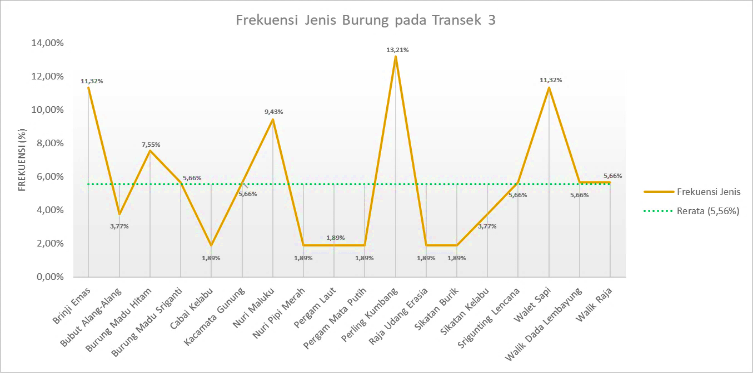 Frekuensi Jenis Burung pada Transek 3
FREKUENSI (%)
14,00%
12,00%
10,00%
8,00%
6,00%
4,00%
2,00%
0,00%
11,32%
3,77%
7,55%
5,66%
1,89%
5,66%
9,43%
1,89%
1,89%
1,89%
13,21%
1,89%
1,89%
3,77%
5,66%
11,32%
5,66%
5,66%
Brinji Emas
Bubut Alang-Alang
Burung Madu Hitam
Burung Madu Sriganti
Cabai Kelabu
Kacamata Gunung
Nuri Maluku
Nuri Pipi Merah
Pergam Laut
Pergam Mata Putih
Perling Kumbang
Raja Udang Erasia
Sikatan Burik
Sikatan Kelabu
Srigunting Lencana
Walet Sapi
Walik Dada Lembayung
Walik Raja
Frekuensi Jenis
Rerata (5,56%)